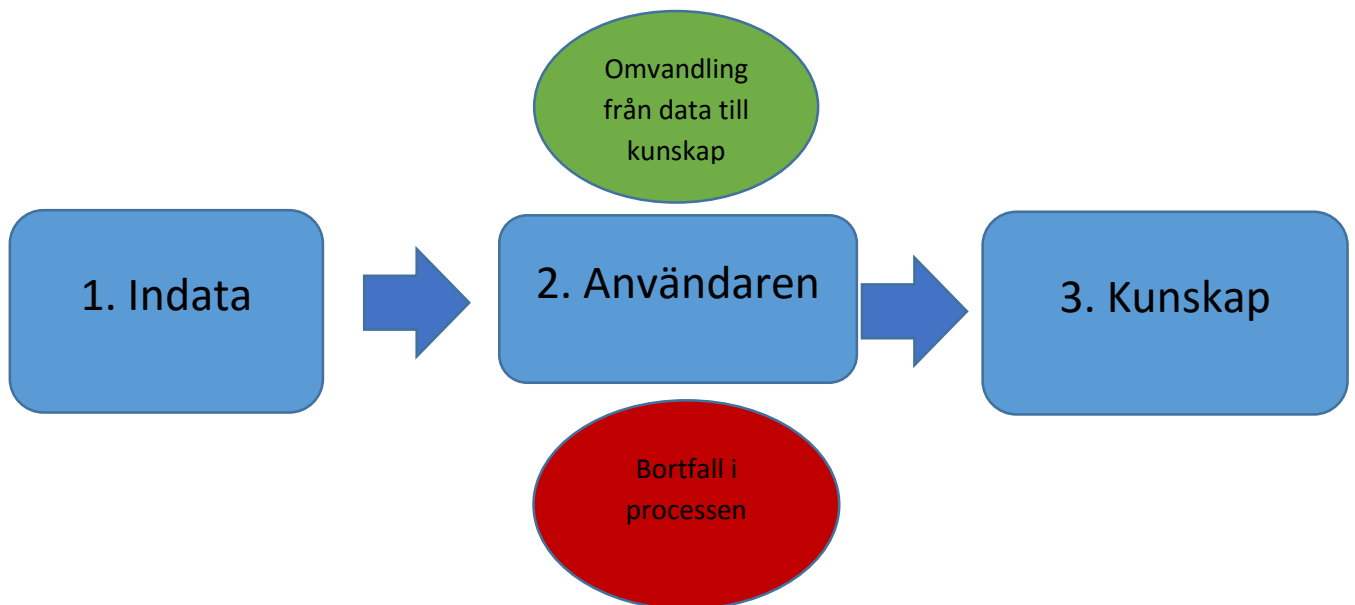 Omvandling
från data till
kunskap
1. Indata
2. Användaren
3. Kunskap
Bortfall i
processen